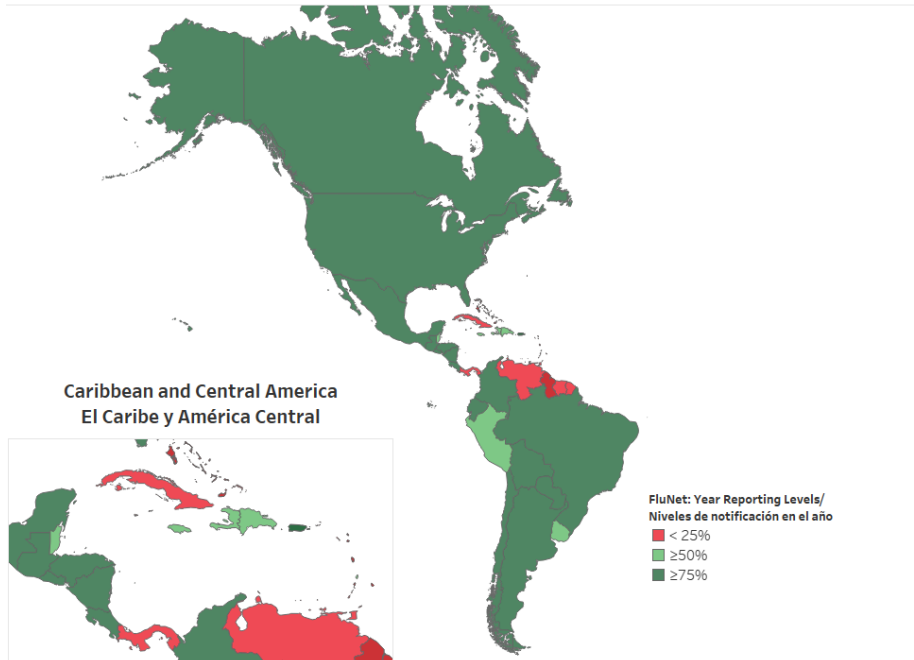 Caribbean and Central America
El Caribe y América Central
FluNet: Year Reporting Levels/
Niveles de notificación en el año
< 25%
≥50%
≥75%